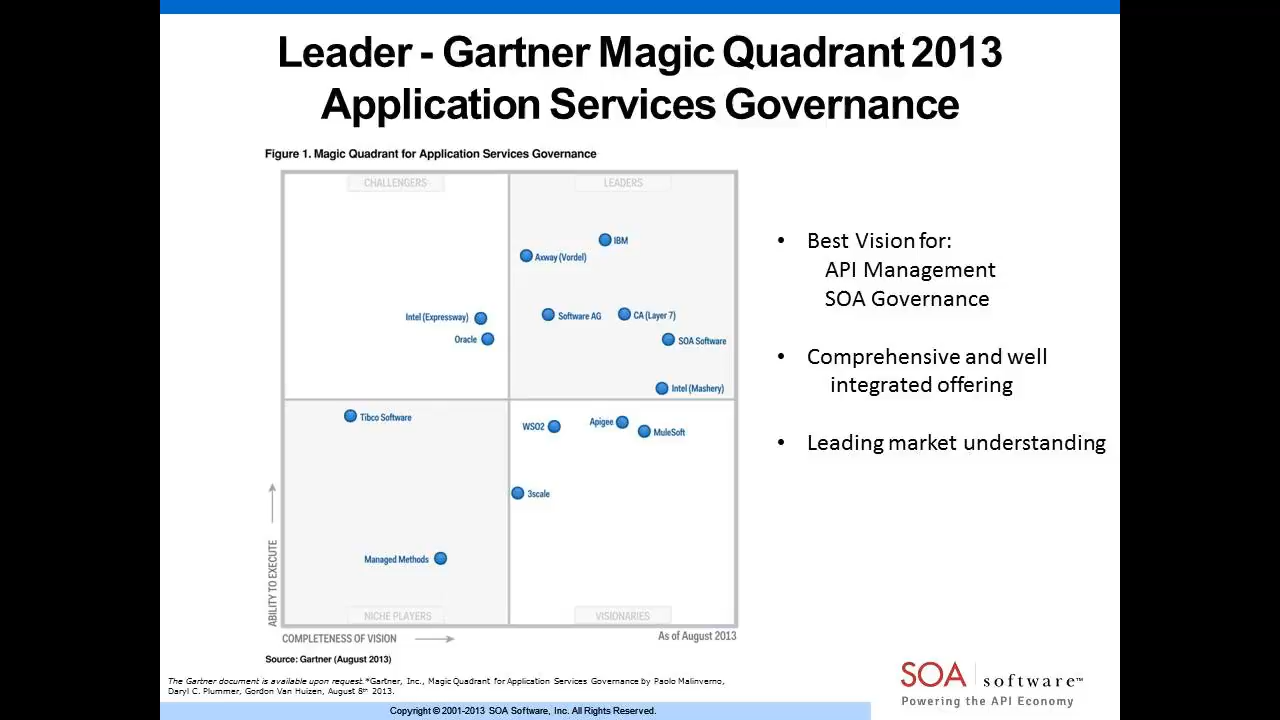 Leader - Gartner Magic Quadrant 2013
Application Services Governance
Figure 1. Magic Quadrant for Application Services Governance
CHALLENGERS
LEADERS
IBM
Axway (Vordel)
Intel (Expressway)
Software AG
CA (Layer 7)
Oracle
SOA Software
Intel (Mashery)
Tibco Software
WSO2
Apigee
MuleSoft
3scale
Managed Methods
NICHE PLAYERS
VISIONARIES
ABILITY TO EXECUTE
COMPLETENESS OF VISION
As of August 2013
Source: Gartner (August 2013)
• Best Vision for:
API Management
SOA Governance
• Comprehensive and well
integrated offering
• Leading market understanding
The Gartner document is available upon request.*Gartner, Inc., Magic Quadrant for Application Services Governance by Paolo Malinverno,
Daryl C. Plummer, Gordon Van Huizen, August 8th 2013.
Copyright © 2001-2013 SOA Software, Inc. All Rights Reserved.
SOA software™
Powering the API Economy